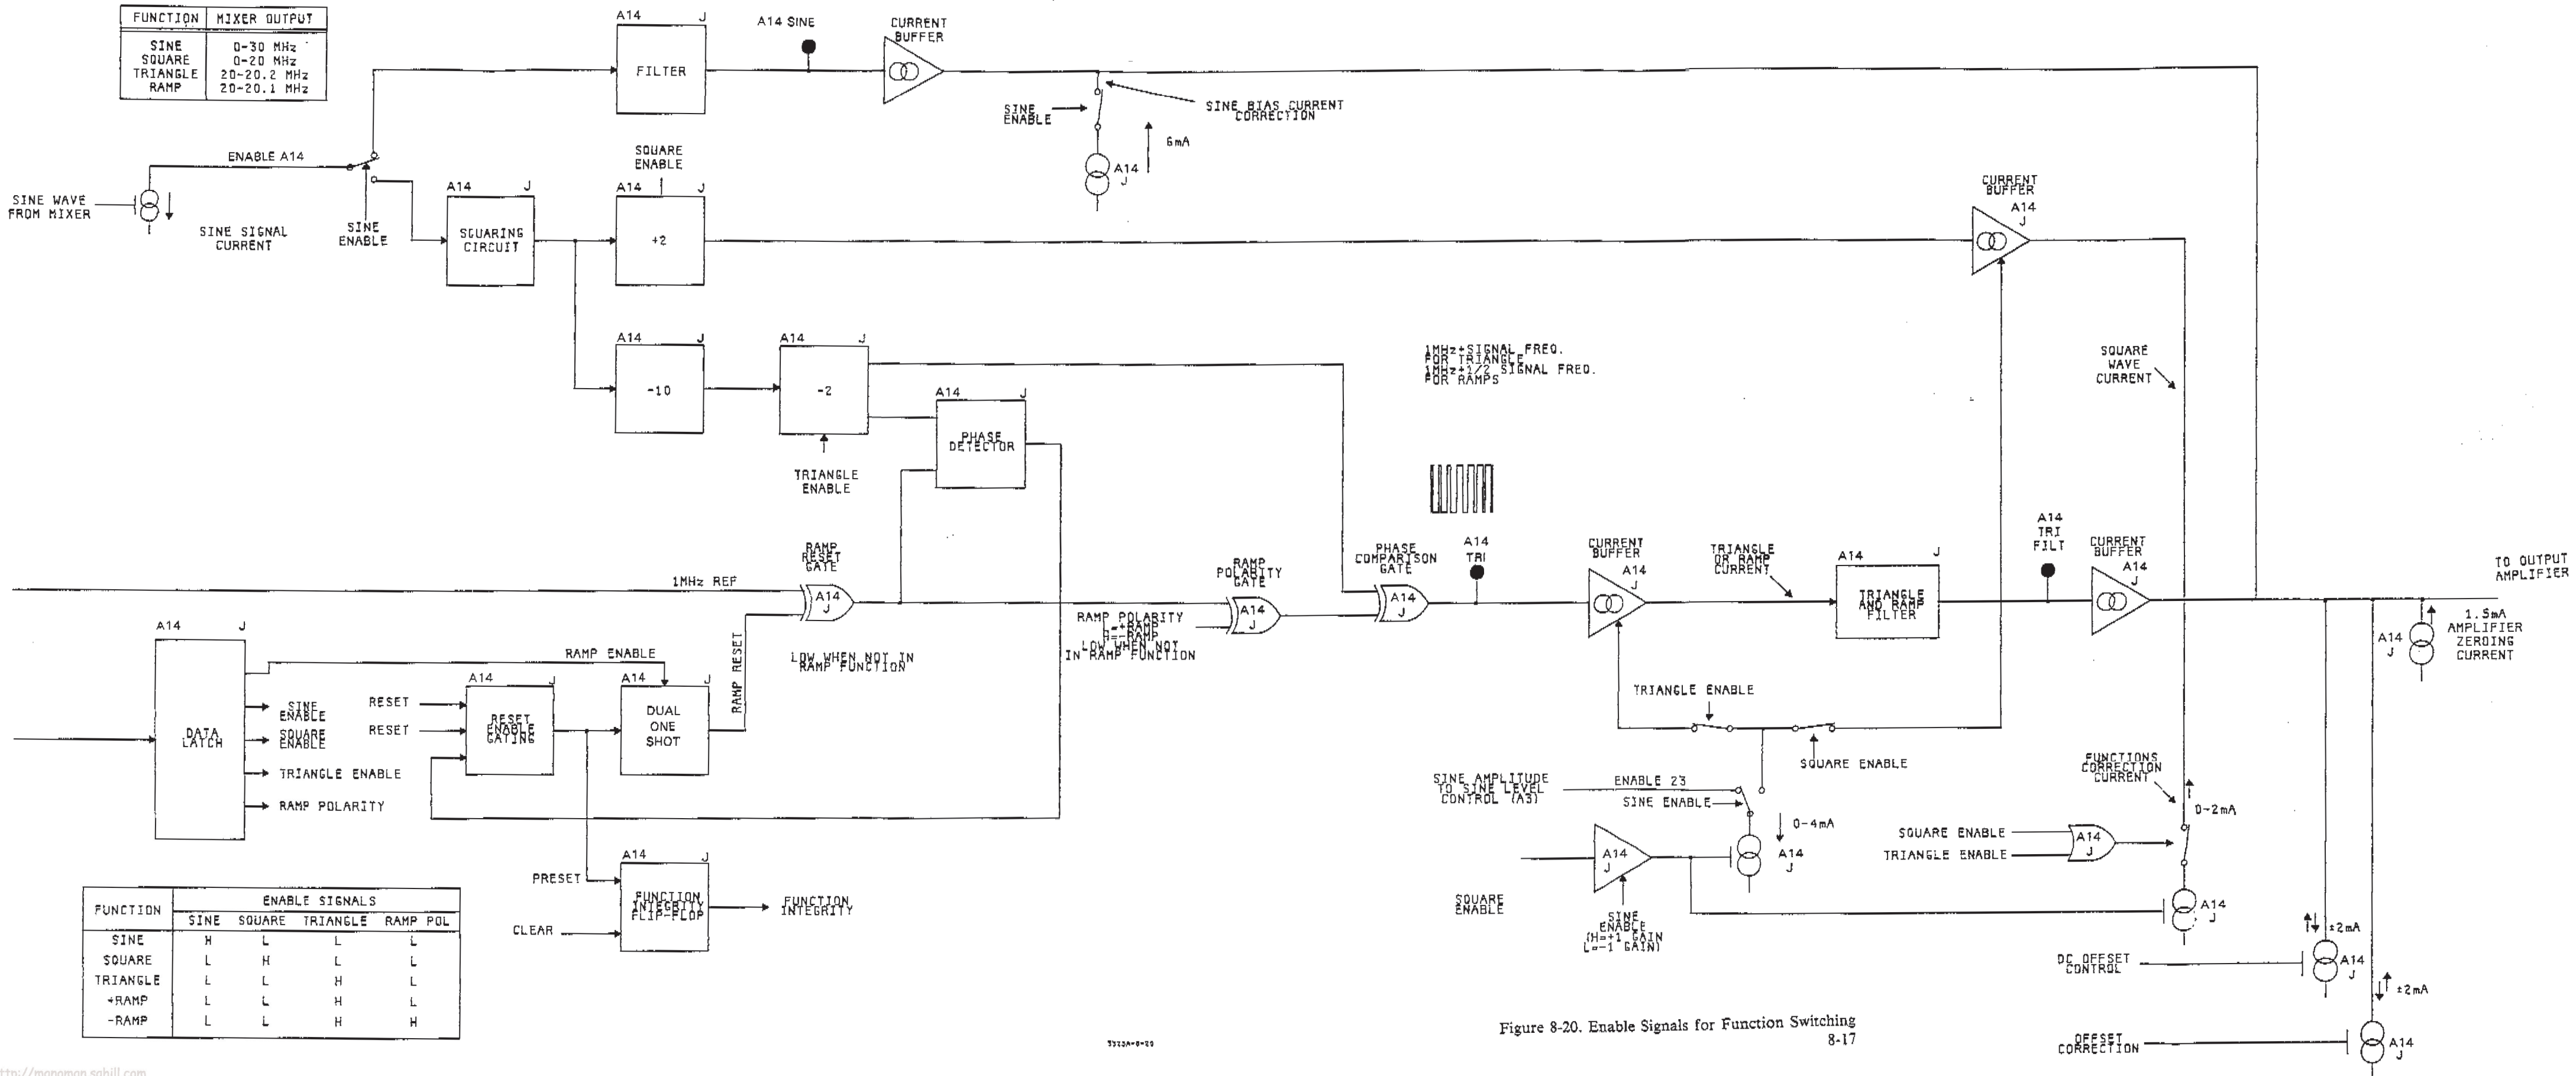 FUNCTION MIXER OUTPUT
SINE 0-30 MHz
SQUARE 0-20 MHz
TRIANGLE 20-20.2 MHz
RAMP 20-20.1 MHz
A14 J
FILTER
A14 SINE
CURRENT
BUFFER
SINE
ENABLE
SINE BIAS CURRENT
CORRECTION
6mA
A14
J
ENABLE A14
SINE WAVE
FROM MIXER
SINE SIGNAL
CURRENT
SINE
ENABLE
A14 J
SQUARING
CIRCUIT
SQUARE
ENABLE
A14 J
+2
CURRENT
BUFFER
A14
J
A14 J
-10
A14 J
-2
TRIANGLE
ENABLE
A14 J
PHASE
DETECTOR
1MHz+SIGNAL FREQ.
FOR TRIANGLE
1MHz+1/2 SIGNAL FREQ.
FOR RAMPS
SQUARE
WAVE
CURRENT
1MHz REF
RAMP
RESET
GATE
A14
J
LOW WHEN NOT IN
RAMP FUNCTION
RAMP
POLARITY
GATE
A14
J
RAMP POLARITY
L=+RAMP
H=-RAMP
LOW WHEN NOT
IN RAMP FUNCTION
PHASE
COMPARISON
GATE
A14
J
A14
TRI
CURRENT
BUFFER
A14
J
TRIANGLE
OR RAMP
CURRENT
A14 J
TRIANGLE
AND RAMP
FILTER
A14
TRI
FILT
CURRENT
BUFFER
A14
J
TO OUTPUT
AMPLIFIER
A14
J
1.5mA
AMPLIFIER
ZEROING
CURRENT
A14 J
DATA
LATCH
RAMP ENABLE
SINE
ENABLE
SQUARE
ENABLE
TRIANGLE ENABLE
RAMP POLARITY
RESET
RESET
A14 J
RESET
ENABLE
GATING
A14 J
DUAL
ONE
SHOT
RAMP RESET
PRESET
CLEAR
A14 J
FUNCTION
INTEGRITY
FLIP-FLOP
FUNCTION
INTEGRITY
TRIANGLE ENABLE
SQUARE ENABLE
SINE AMPLITUDE
TO SINE LEVEL
CONTROL (A3)
ENABLE 23
SINE ENABLE
0-4mA
A14
J
SQUARE
ENABLE
A14
J
SINE
ENABLE
(H=+1 GAIN
L=-1 GAIN)
FUNCTIONS
CORRECTION
CURRENT
0-2mA
SQUARE ENABLE
TRIANGLE ENABLE
A14
J
A14
J
DC OFFSET
CONTROL
±2mA
A14
J
OFFSET
CORRECTION
±2mA
A14
J
FUNCTION ENABLE SIGNALS
SINE SQUARE TRIANGLE RAMP POL
SINE H L L L
SQUARE L H L L
TRIANGLE L L H L
+RAMP L L H L
-RAMP L L H H
Figure 8-20. Enable Signals for Function Switching
8-17